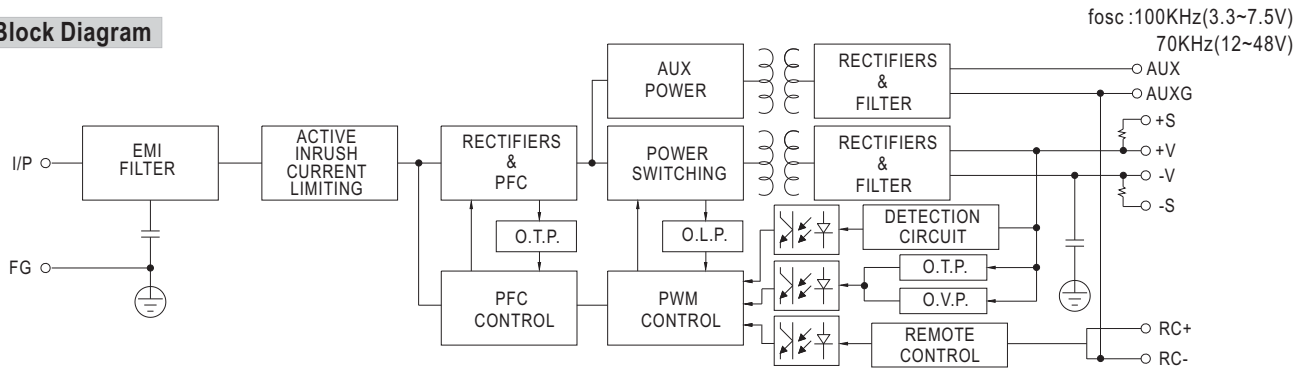 Block Diagram
fosc :100KHz(3.3~7.5V)
70KHz(12~48V)
I/P
FG
EMI
FILTER
ACTIVE
INRUSH
CURRENT
LIMITING
RECTIFIERS
&
PFC
O.T.P.
PFC
CONTROL
AUX
POWER
POWER
SWITCHING
O.L.P.
PWM
CONTROL
RECTIFIERS
&
FILTER
RECTIFIERS
&
FILTER
DETECTION
CIRCUIT
O.T.P.
O.V.P.
REMOTE
CONTROL
AUX
AUXG
+S
+V
-V
-S
RC+
RC-